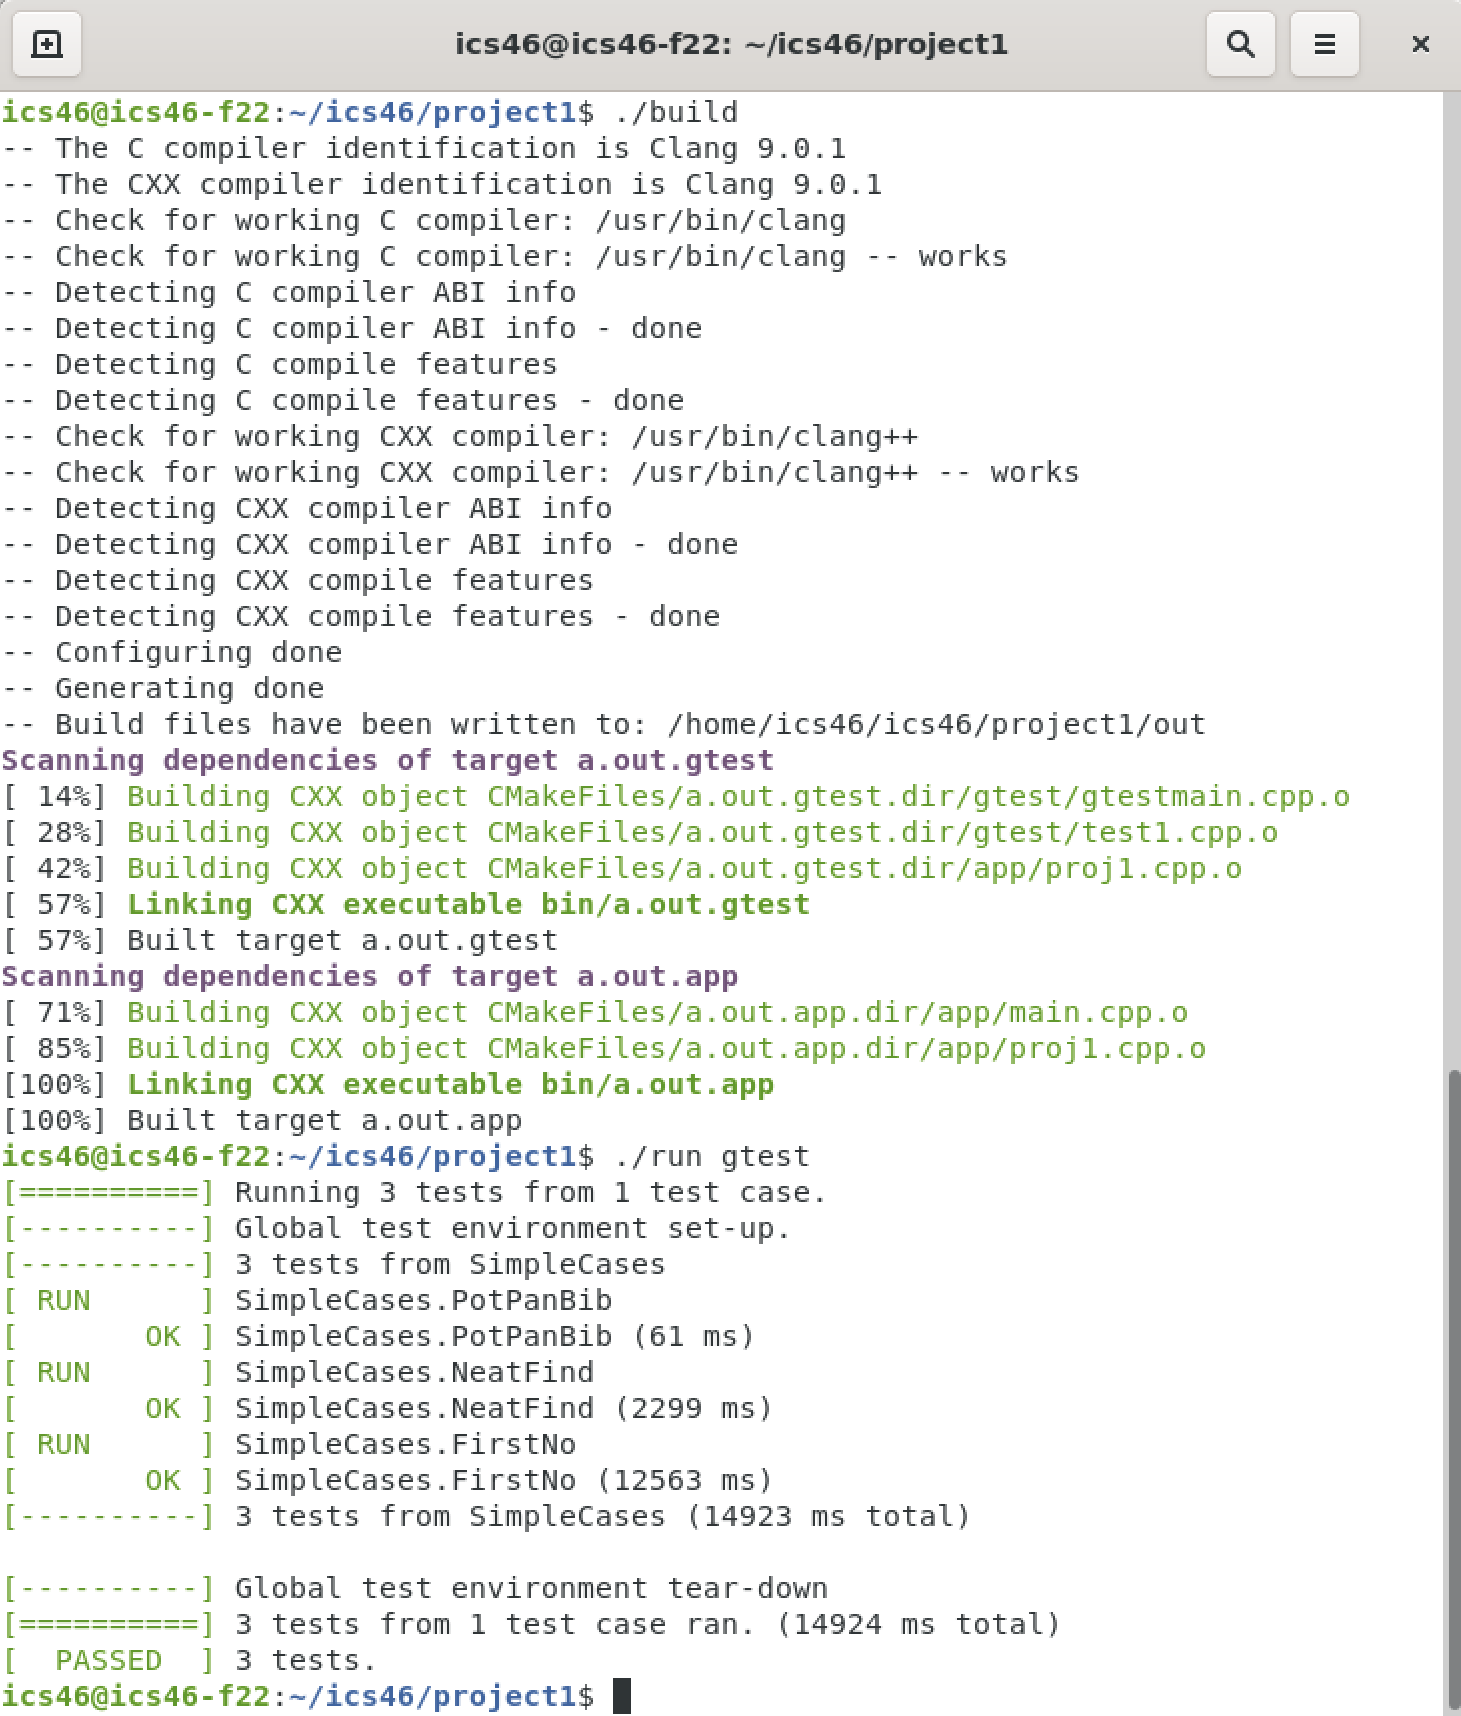 ics46@ics46-f22: ~/ics46/project1
ics46@ics46-f22:~/ics46/project1$ ./build
-- The C compiler identification is Clang 9.0.1
-- The CXX compiler identification is Clang 9.0.1
-- Check for working C compiler: /usr/bin/clang
-- Check for working C compiler: /usr/bin/clang -- works
-- Detecting C compiler ABI info
-- Detecting C compiler ABI info - done
-- Detecting C compile features
-- Detecting C compile features - done
-- Check for working CXX compiler: /usr/bin/clang++
-- Check for working CXX compiler: /usr/bin/clang++ -- works
-- Detecting CXX compiler ABI info
-- Detecting CXX compiler ABI info - done
-- Detecting CXX compile features
-- Detecting CXX compile features - done
-- Configuring done
-- Generating done
-- Build files have been written to: /home/ics46/ics46/project1/out
Scanning dependencies of target a.out.gtest
[ 14%] Building CXX object CMakeFiles/a.out.gtest.dir/gtest/gtestmain.cpp.o
[ 28%] Building CXX object CMakeFiles/a.out.gtest.dir/gtest/test1.cpp.o
[ 42%] Building CXX object CMakeFiles/a.out.gtest.dir/app/proj1.cpp.o
[ 57%] Linking CXX executable bin/a.out.gtest
[ 57%] Built target a.out.gtest
Scanning dependencies of target a.out.app
[ 71%] Building CXX object CMakeFiles/a.out.app.dir/app/main.cpp.o
[ 85%] Building CXX object CMakeFiles/a.out.app.dir/app/proj1.cpp.o
[100%] Linking CXX executable bin/a.out.app
[100%] Built target a.out.app
ics46@ics46-f22:~/ics46/project1$ ./run gtest
[==========] Running 3 tests from 1 test case.
[----------] Global test environment set-up.
[----------] 3 tests from SimpleCases
[ RUN      ] SimpleCases.PotPanBib
[       OK ] SimpleCases.PotPanBib (61 ms)
[ RUN      ] SimpleCases.NeatFind
[       OK ] SimpleCases.NeatFind (2299 ms)
[ RUN      ] SimpleCases.FirstNo
[       OK ] SimpleCases.FirstNo (12563 ms)
[----------] 3 tests from SimpleCases (14923 ms total)
[----------] Global test environment tear-down
[==========] 3 tests from 1 test case ran. (14924 ms total)
[  PASSED  ] 3 tests.
ics46@ics46-f22:~/ics46/project1$